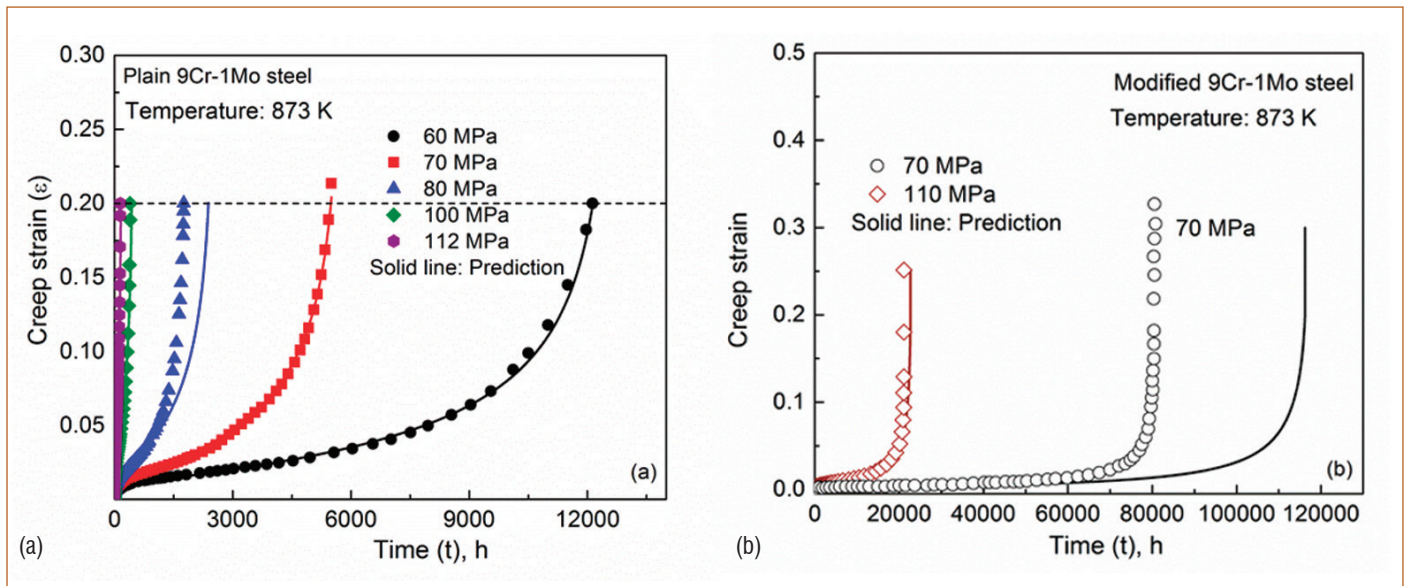 Plain 9Cr-1Mo steel
Temperature: 873 K
60 MPa
70 MPa
80 MPa
100 MPa
112 MPa
Solid line: Prediction
Creep strain (ε)
0.30
0.25
0.20
0.15
0.10
0.05
0 3000 6000 9000 12000
Time (t), h
(a)
(a)
Modified 9Cr-1Mo steel
Temperature: 873 K
70 MPa
110 MPa
Solid line: Prediction
70 MPa
Creep strain
0.5
0.4
0.3
0.2
0.1
0.0
0 20000 40000 60000 80000 100000 120000
Time (t), h
(b)
(b)